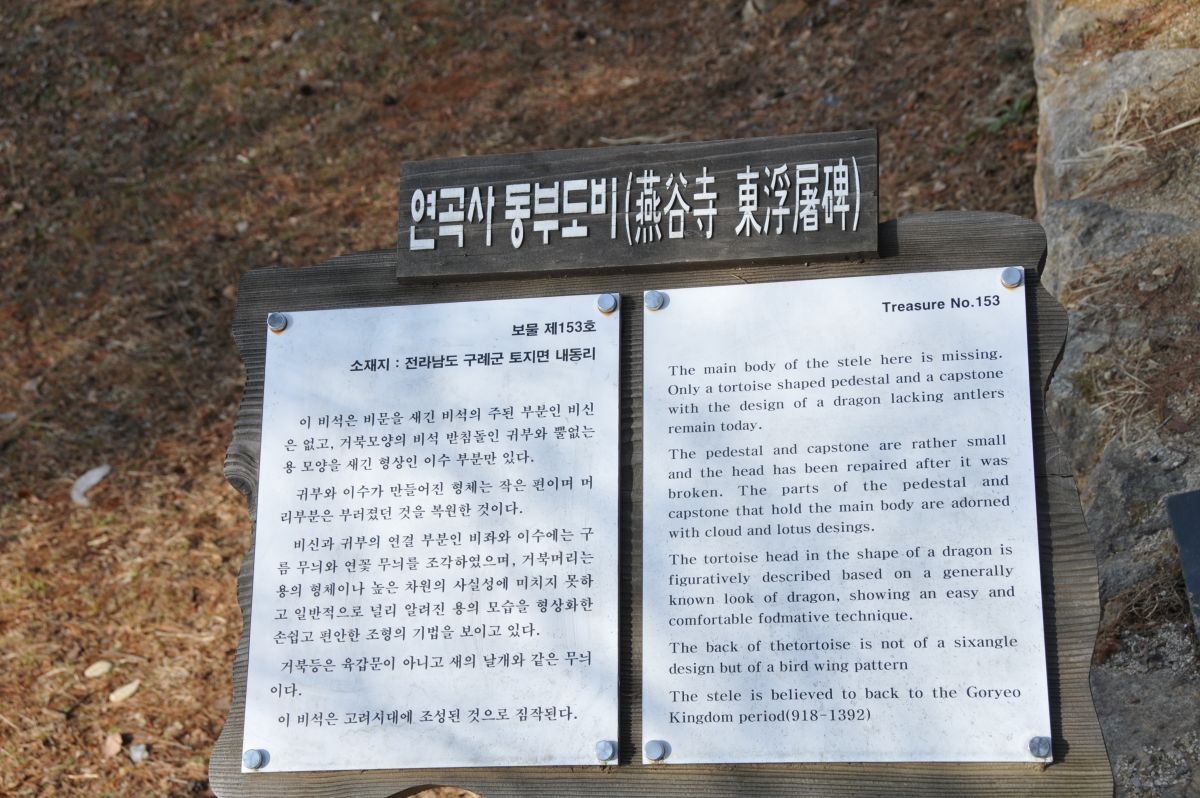 연곡사 동부도비(燕谷寺 東浮屠碑)
보물 제153호
소재지 : 전라남도 구례군 토지면 내동리
이 비석은 비문을 새긴 비석의 주된 부분인 비신
은 없고, 거북모양의 비석 받침돌인 귀부와 뿔없는
용 모양을 새긴 형상인 이수 부분만 있다.
귀부와 이수가 만들어진 형체는 작은 편이며 머
리부분은 부러졌던 것을 복원한 것이다.
비신과 귀부의 연결 부분인 비좌와 이수에는 구
름 무늬와 연꽃 무늬를 조각하였으며, 거북머리는
용의 형체이나 높은 차원의 사실성에 미치지 못하
고 일반적으로 널리 알려진 용의 모습을 형상화한
손쉽고 편안한 조형의 기법을 보이고 있다.
거북등은 육갑문이 아니고 새의 날개와 같은 무늬
이다.
이 비석은 고려시대에 조성된 것으로 짐작된다.
Treasure No.153
The main body of the stele here is missing.
Only a tortoise shaped pedestal and a capstone
with the design of a dragon lacking antlers
remain today.
The pedestal and capstone are rather small
and the head has been repaired after it was
broken. The parts of the pedestal and
capstone that hold the main body are adorned
with cloud and lotus desings.
The tortoise head in the shape of a dragon is
figuratively described based on a generally
known look of dragon, showing an easy and
comfortable fodmative technique.
The back of thetortoise is not of a sixangle
design but of a bird wing pattern
The stele is believed to back to the Goryeo
Kingdom period(918-1392)